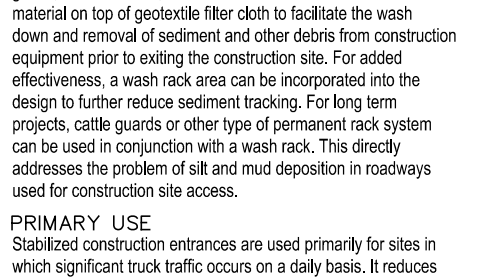 material on top of geotextile filter cloth to facilitate the wash
down and removal of sediment and other debris from construction
equipment prior to exiting the construction site. For added
effectiveness, a wash rack area can be incorporated into the
design to further reduce sediment tracking. For long term
projects, cattle guards or other type of permanent rack system
can be used in conjunction with a wash rack. This directly
addresses the problem of silt and mud deposition in roadways
used for construction site access.
PRIMARY USE
Stabilized construction entrances are used primarily for sites in
which significant truck traffic occurs on a daily basis. It reduces